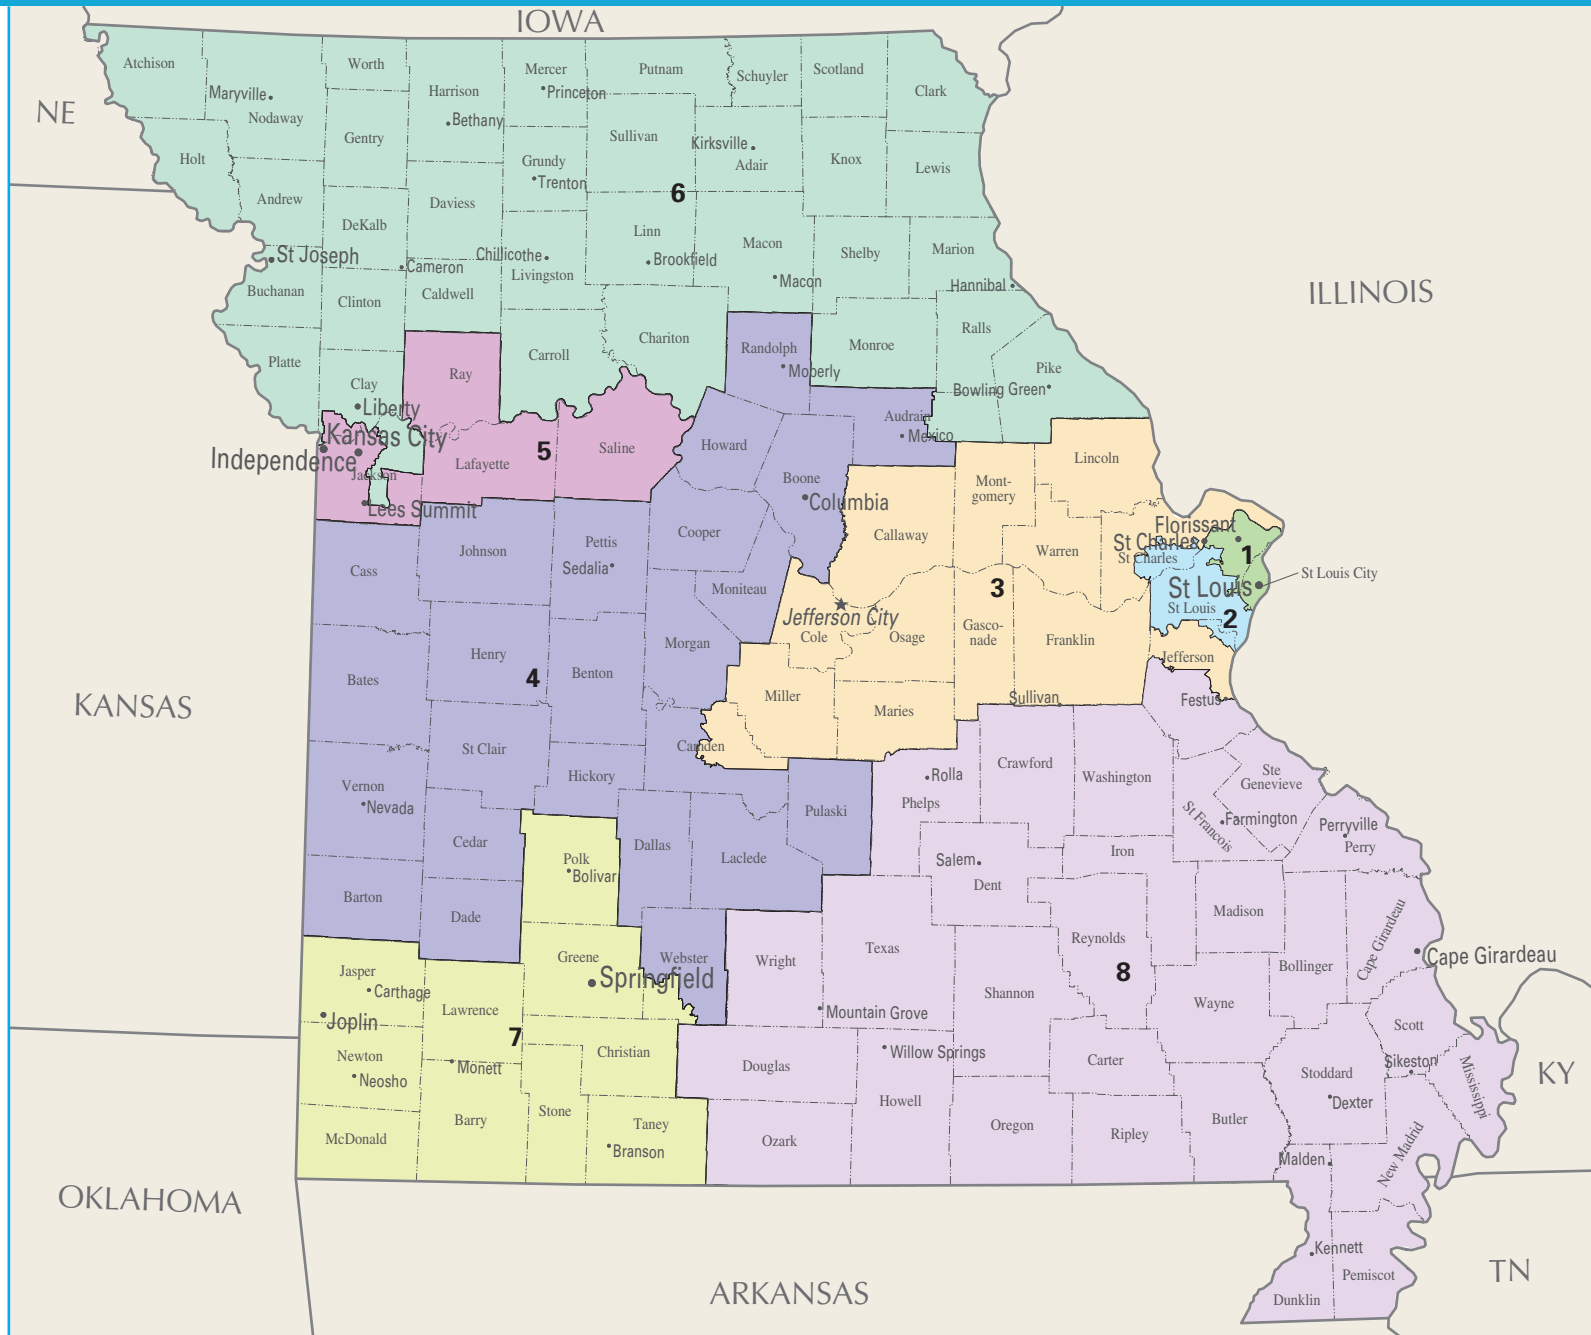 IOWA
NE
ILLINOIS
KANSAS
OKLAHOMA
ARKANSAS
KY
TN
Atchison
Worth
Mercer
Putnam
Schuyler
Scotland
Clark
Maryville
Nodaway
Harrison
Princeton
Bethany
Gentry
Sullivan
Kirksville
Adair
Knox
Lewis
Holt
Grundy
Trenton
Andrew
DeKalb
Daviess
6
Linn
Brookfield
Macon
Macon
Shelby
Marion
Hannibal
St Joseph
Cameron
Chillicothe
Livingston
Buchanan
Clinton
Caldwell
Chariton
Carroll
Randolph
Moberly
Monroe
Ralls
Pike
Bowling Green
Platte
Clay
Liberty
Ray
Kansas City
Independence
Jackson
Lees Summit
Lafayette
5
Saline
Howard
Audrain
Mexico
Boone
Columbia
Lincoln
Mont-
gomery
Callaway
Warren
Florissant
St Charles
St Charles
1
St Louis
St Louis
St Louis City
2
3
Cooper
Johnson
Pettis
Sedalia
Cass
Moniteau
Jefferson City
Cole
Osage
Gasco-
nade
Franklin
Jefferson
Festus
Sullivan
Henry
Benton
Morgan
4
Bates
Miller
Maries
Camden
St Clair
Hickory
Vernon
Nevada
Cedar
Dallas
Laclede
Pulaski
Rolla
Phelps
Crawford
Washington
Ste
Genevieve
St Francois
Farmington
Perryville
Perry
Polk
Bolivar
Barton
Dade
Salem
Dent
Iron
Madison
Reynolds
Bollinger
Cape Girardeau
Cape Girardeau
Jasper
Carthage
Joplin
Greene
Springfield
Webster
Wright
Texas
Mountain Grove
Shannon
8
Wayne
Scott
Sikeston
Mississippi
Lawrence
7
Newton
Neosho
Monett
Christian
Douglas
Willow Springs
Carter
Stoddard
Dexter
Howell
McDonald
Barry
Stone
Taney
Branson
Ozark
Oregon
Ripley
Butler
New Madrid
Malden
Kennett
Pemiscot
Dunklin